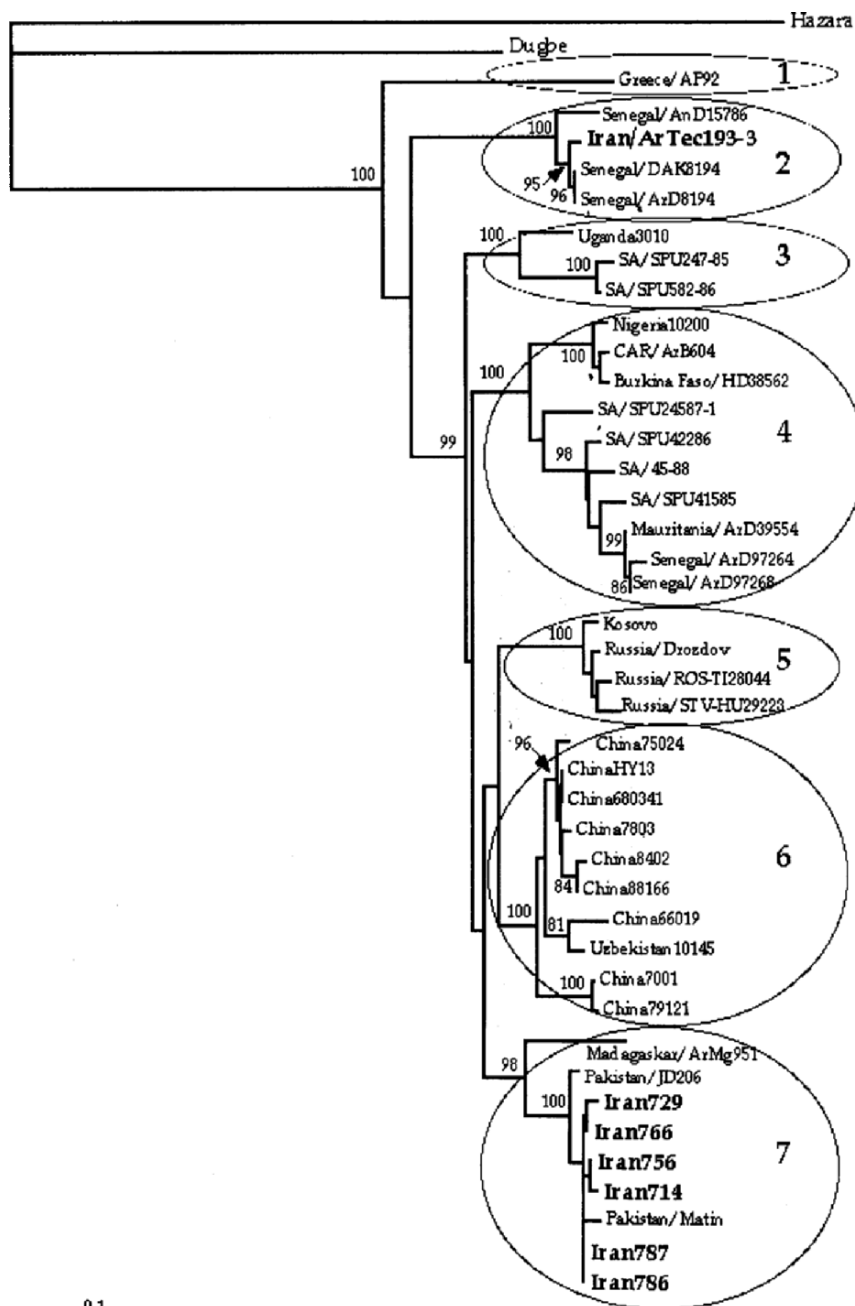 Hazara
Dugbe
1
Greece/AP92
Senegal/AnD15786
100
Iran/ArTec193-3
2
100
Senegal/DAK8194
95
96
Senegal/ArD8194
100
Uganda3010
3
100
SA/SPU247-85
SA/SPU582-86
Nigeria10200
100
CAR/ArB604
100
Burkina Faso/HD38562
SA/SPU24587-1
4
99
98
SA/SPU42286
SA/45-88
SA/SPU41585
Mauritania/ArD39554
99
Senegal/ArD97264
86
Senegal/ArD97268
100
Kosovo
Russia/Drozdov
5
Russia/ROS-TI28044
Russia/STV-HU29223
96
China75024
ChinaHY13
China680341
China7803
6
China8402
84
China88166
100
China66019
81
Uzbekistan10145
100
China7001
China79121
98
Madagaskar/ArMg951
Pakistan/JD206
100
Iran729
Iran766
7
Iran756
Iran714
Pakistan/Matin
Iran787
Iran786
0.1